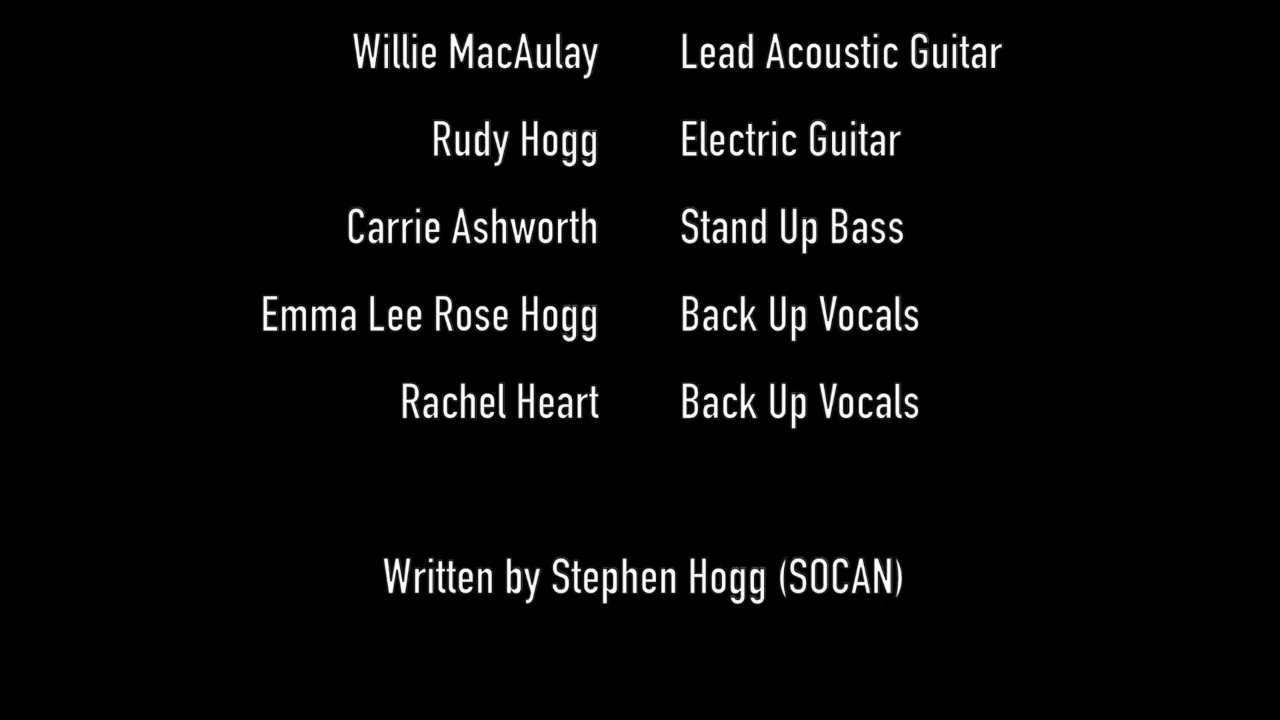 Willie MacAulay Lead Acoustic Guitar
Rudy Hogg Electric Guitar
Carrie Ashworth Stand Up Bass
Emma Lee Rose Hogg Back Up Vocals
Rachel Heart Back Up Vocals
Written by Stephen Hogg (SOCAN)